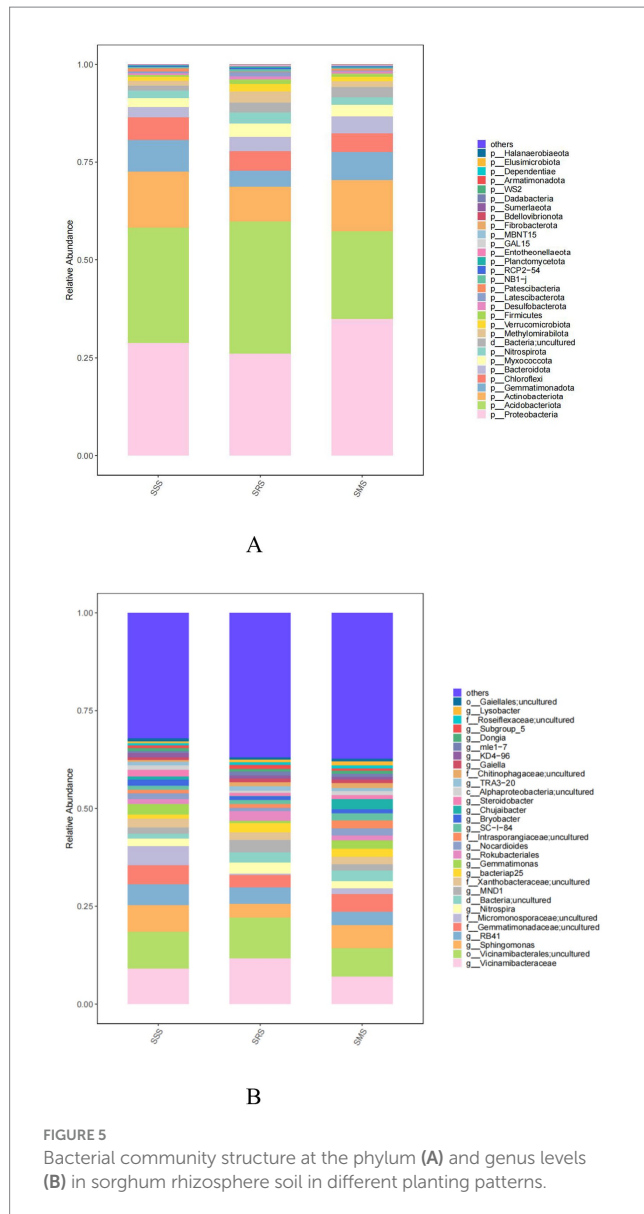 1.00
0.75
0.50
0.25
0.00
Relative Abundance
SSS
SRS
SMS
others
p__Halanaerobiaeota
p__Elusimicrobiota
p__Dependentiae
p__Armatimonadota
p__WS2
p__Dadabacteria
p__Sumerlaeota
p__Bdellovibrionota
p__Fibrobacterota
p__MBNT15
p__GAL15
p__Entotheonellaeota
p__Planctomycetota
p__RCP2-54
p__NB1-j
p__Patescibacteria
p__Latescibacterota
p__Desulfobacterota
p__Firmicutes
p__Verrucomicrobiota
p__Methylomirabilota
d__Bacteria;uncultured
p__Nitrospirota
p__Myxococcota
p__Bacteroidota
p__Chloroflexi
p__Gemmatimonadota
p__Actinobacteriota
p__Acidobacteriota
p__Proteobacteria
A
1.00
0.75
0.50
0.25
0.00
Relative Abundance
SSS
SRS
SMS
others
o__Gaiellales;uncultured
g__Lysobacter
f__Roseiflexaceae;uncultured
g__Subgroup_5
g__Dongia
g__mle1-7
g__KD4-96
g__Gaiella
f__Chitinophagaceae;uncultured
g__TRA3-20
c__Alphaproteobacteria;uncultured
g__Steroidobacter
g__Chujaibacter
g__Bryobacter
g__SC-I-84
f__Intrasporangiaceae;uncultured
g__Nocardioides
g__Rokubacteriales
g__Gemmatimonas
g__bacteriap25
f__Xanthobacteraceae;uncultured
g__MND1
d__Bacteria;uncultured
g__Nitrospira
f__Micromonosporaceae;uncultured
f__Gemmatimonadaceae;uncultured
g__RB41
g__Sphingomonas
o__Vicinamibacterales;uncultured
g__Vicinamibacteraceae
B
FIGURE 5
Bacterial community structure at the phylum (A) and genus levels
(B) in sorghum rhizosphere soil in different planting patterns.